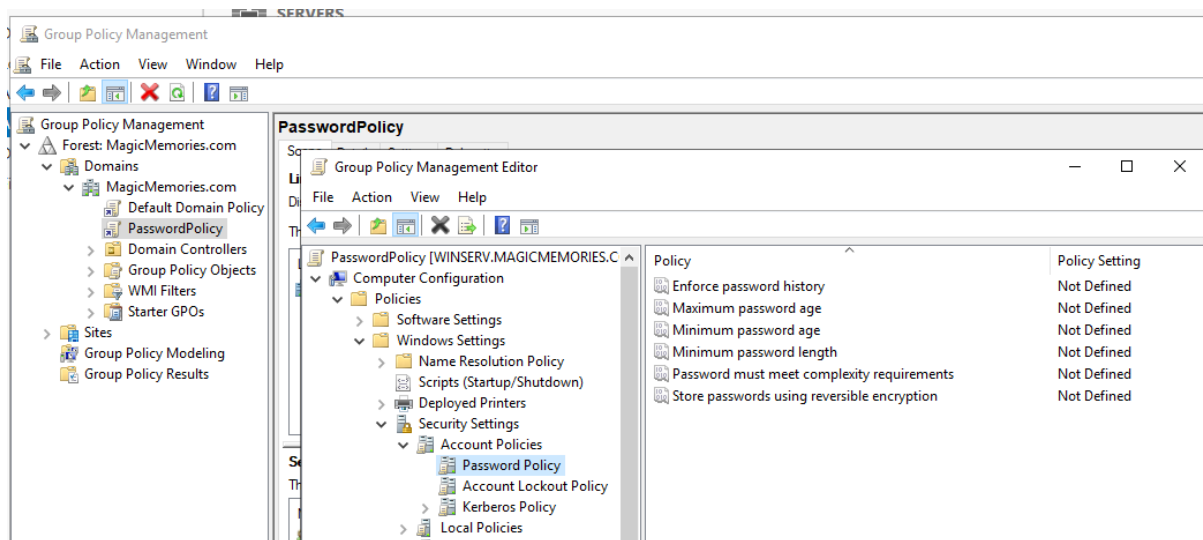 SERVERS
Group Policy Management
File Action View Window Help
Group Policy Management
Forest: MagicMemories.com
Domains
MagicMemories.com
Default Domain Policy
PasswordPolicy
Domain Controllers
Group Policy Objects
WMI Filters
Starter GPOs
Sites
Group Policy Modeling
Group Policy Results
PasswordPolicy
Group Policy Management Editor
File Action View Help
PasswordPolicy [WINSERV.MAGICMEMORIES.C
Computer Configuration
Policies
Software Settings
Windows Settings
Name Resolution Policy
Scripts (Startup/Shutdown)
Deployed Printers
Security Settings
Account Policies
Password Policy
Account Lockout Policy
Kerberos Policy
Local Policies
Policy Policy Setting
Enforce password history Not Defined
Maximum password age Not Defined
Minimum password age Not Defined
Minimum password length Not Defined
Password must meet complexity requirements Not Defined
Store passwords using reversible encryption Not Defined